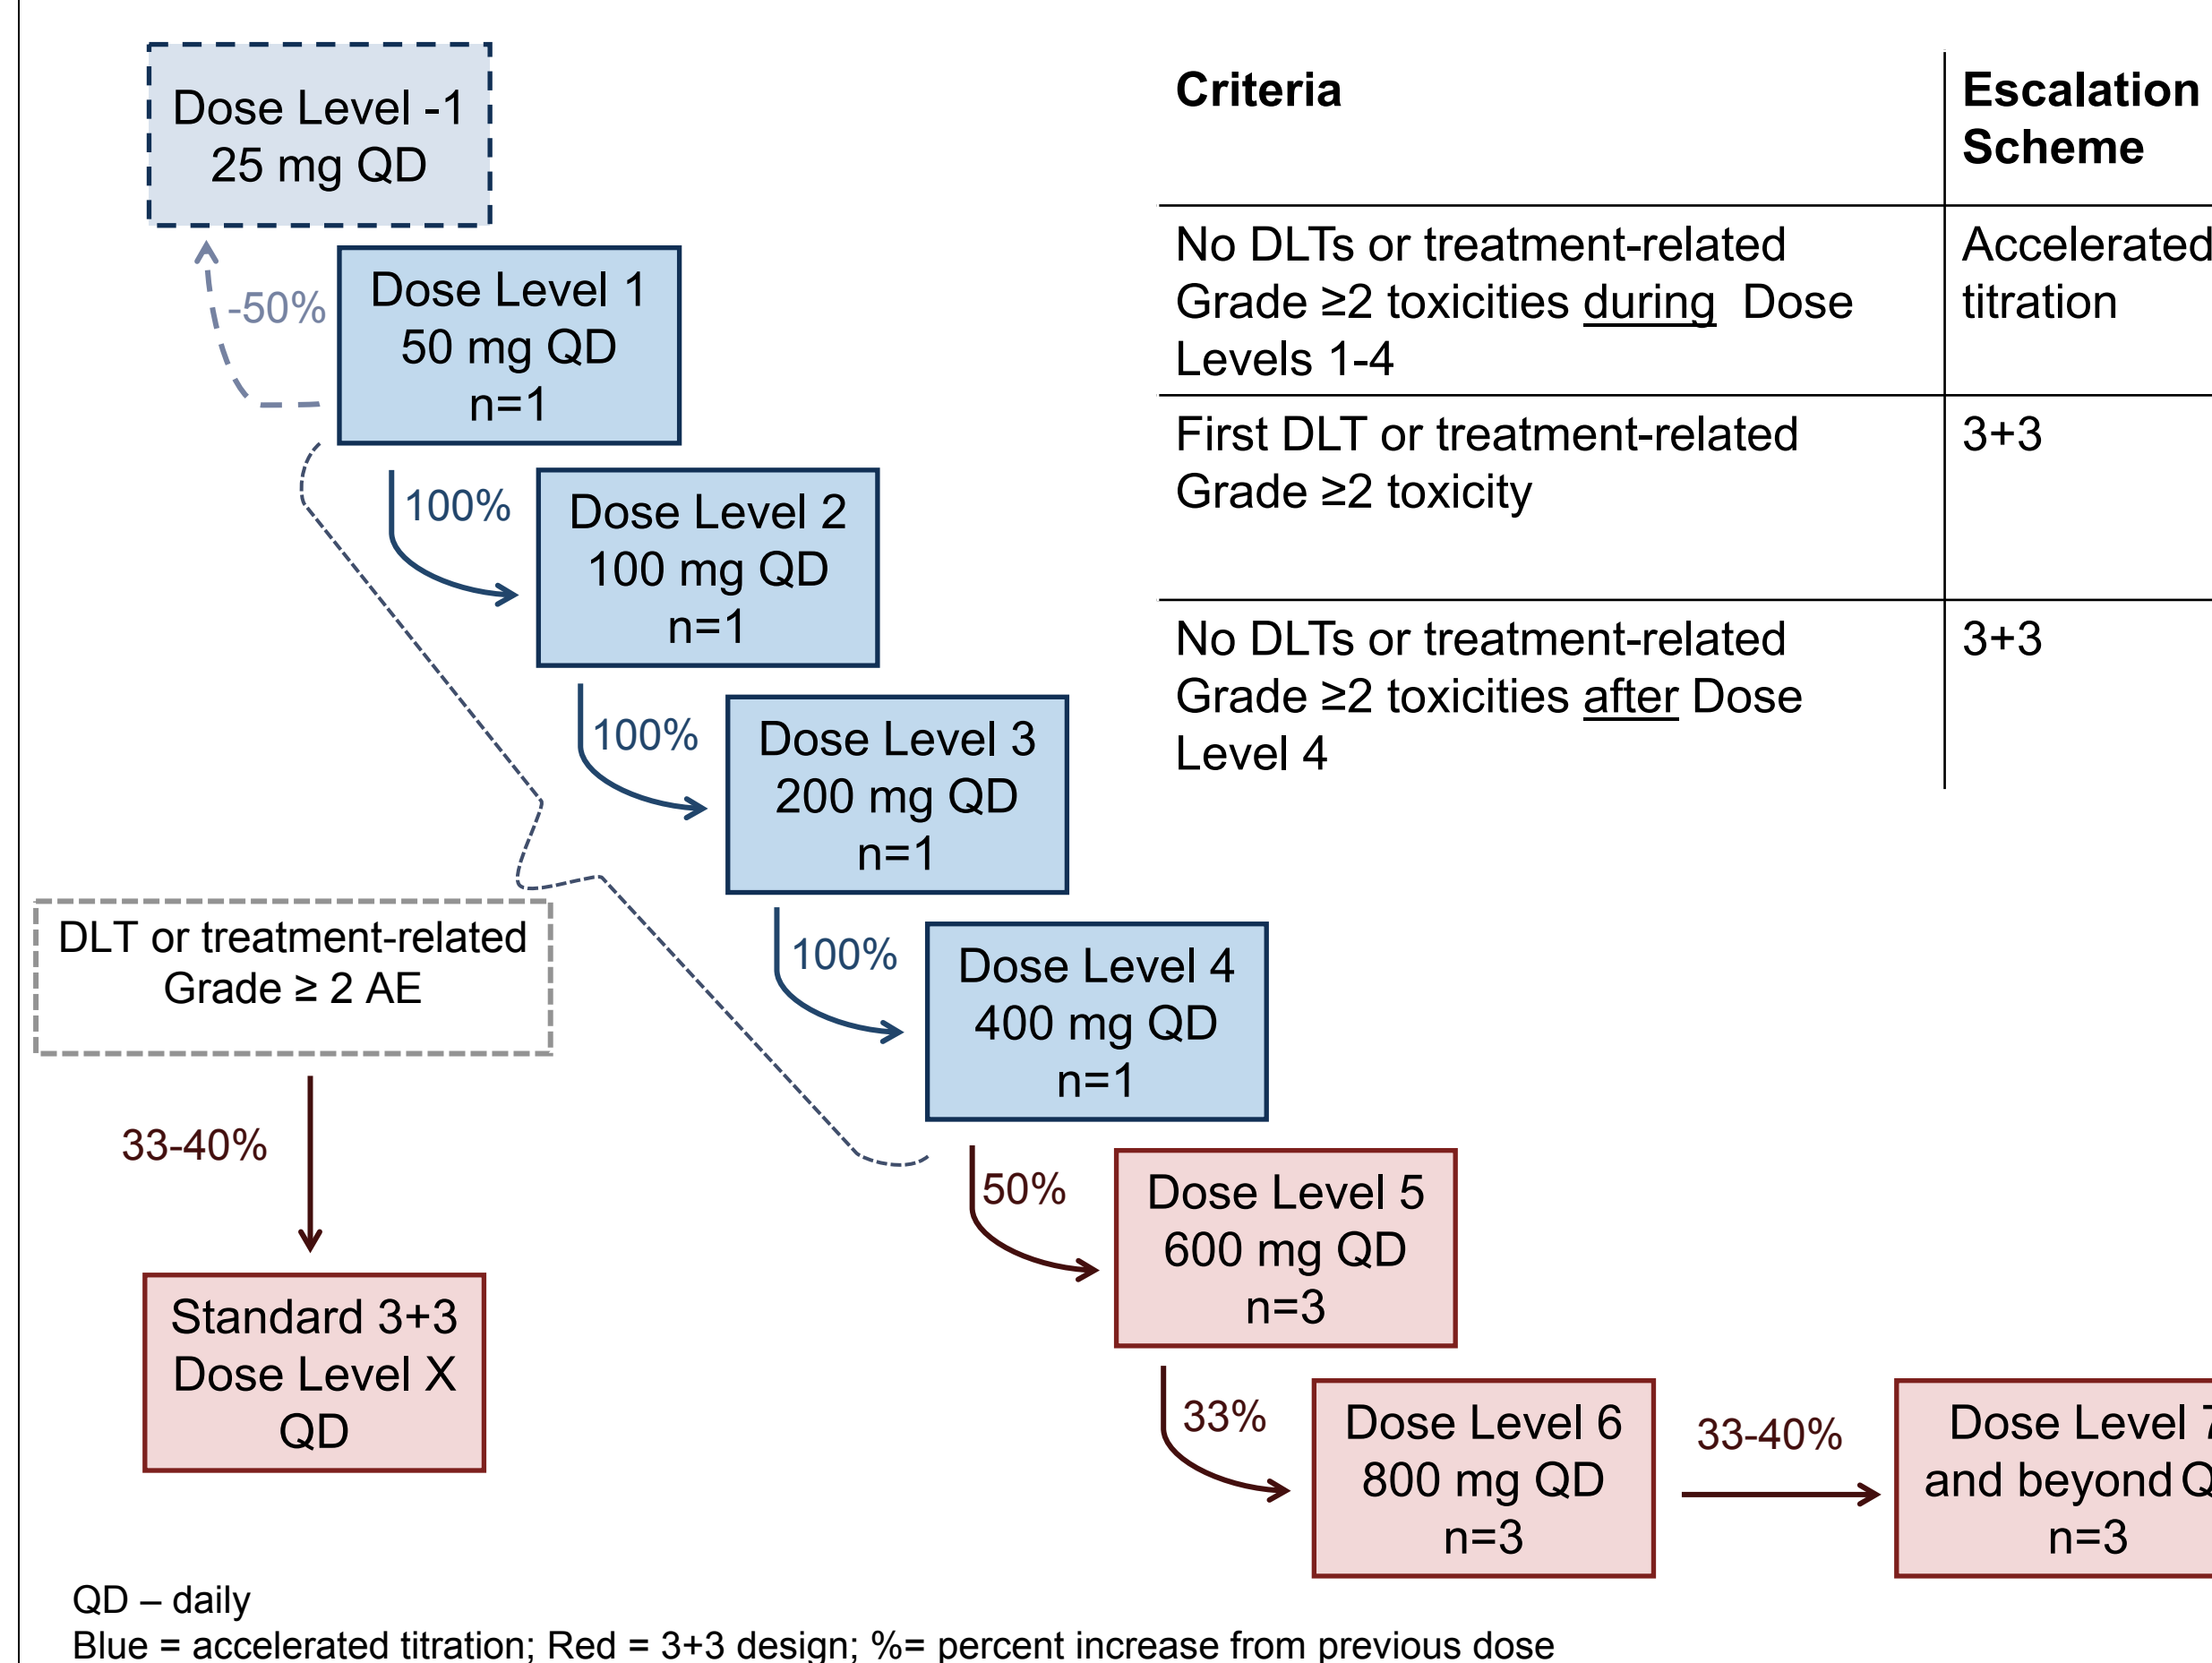 Dose Level -1
25 mg QD
-50%
Dose Level 1
50 mg QD
n=1
100%
Dose Level 2
100 mg QD
n=1
100%
Dose Level 3
200 mg QD
n=1
100%
Dose Level 4
400 mg QD
n=1
50%
Dose Level 5
600 mg QD
n=3
33%
Dose Level 6
800 mg QD
n=3
33-40%
Dose Level 7
and beyond
n=3
DLT or treatment-related
Grade ≥ 2 AE
33-40%
Standard 3+3
Dose Level X
QD
Criteria
Escalation
Scheme
No DLTs or treatment-related
Grade ≥2 toxicities during Dose
Levels 1-4
Accelerated
titration
First DLT or treatment-related
Grade ≥2 toxicity
3+3
No DLTs or treatment-related
Grade ≥2 toxicities after Dose
Level 4
3+3
QD – daily
Blue = accelerated titration; Red = 3+3 design; %= percent increase from previous dose